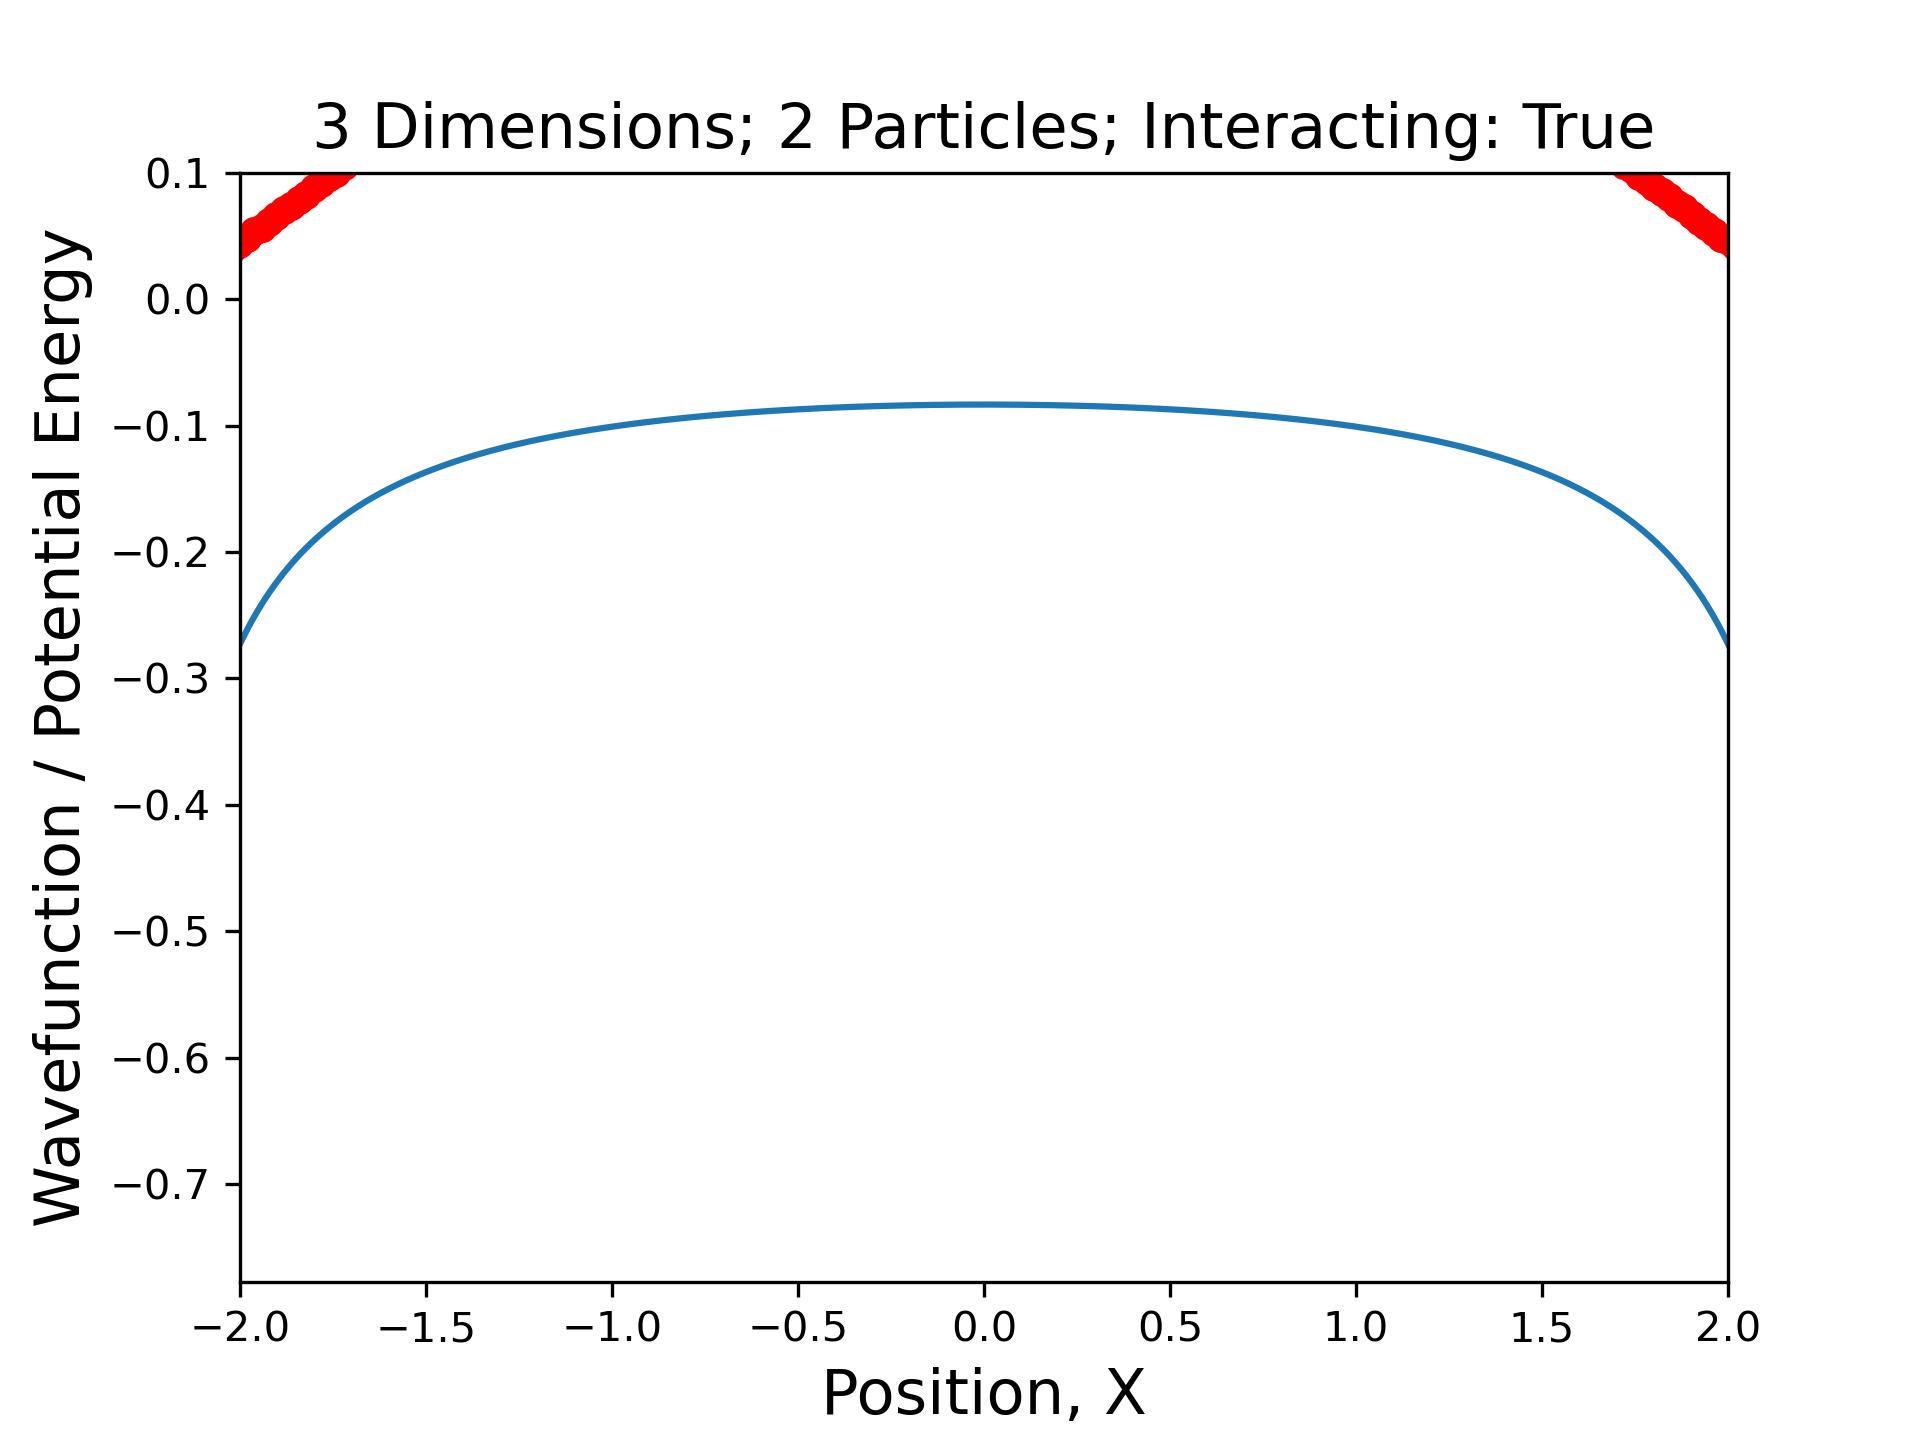 3 Dimensions; 2 Particles; Interacting: True
Wavefunction / Potential Energy
0.1
0.0
−0.1
−0.2
−0.3
−0.4
−0.5
−0.6
−0.7
−2.0 −1.5 −1.0 −0.5 0.0 0.5 1.0 1.5 2.0
Position, X